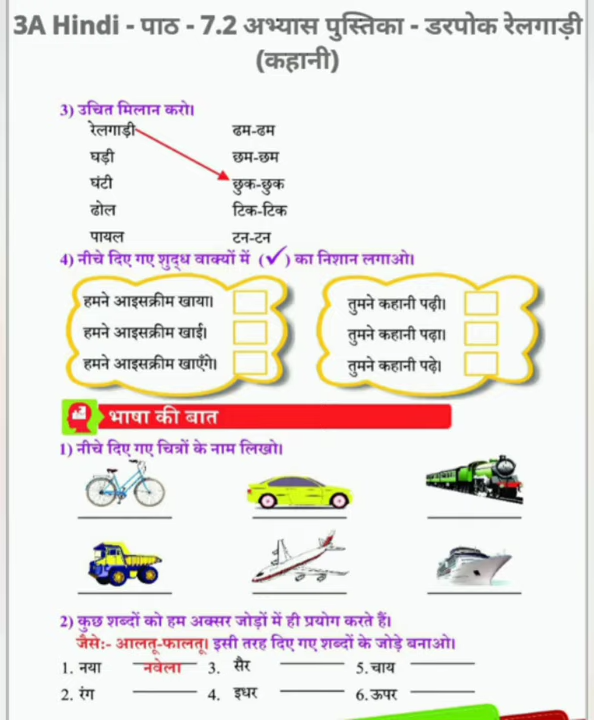 3A Hindi - पाठ - 7.2 अभ्यास पुस्तिका - डरपोक रेलगाड़ी
(कहानी)
3) उचित मिलान करो।
रेलगाड़ी ढम-ढम
घड़ी छम-छम
घंटी छुक-छुक
ढोल टिक-टिक
पायल टन-टन
4) नीचे दिए गए शुद्ध वाक्यों में (✓) का निशान लगाओ।
हमने आइसक्रीम खाया। तुमने कहानी पढ़ी।
हमने आइसक्रीम खाई। तुमने कहानी पढ़ा।
हमने आइसक्रीम खाएँगे। तुमने कहानी पढ़े।
भाषा की बात
1) नीचे दिए गए चित्रों के नाम लिखो।
2) कुछ शब्दों को हम अक्सर जोड़ों में ही प्रयोग करते हैं।
जैसे:- आलतू-फालतू। इसी तरह दिए गए शब्दों के जोड़े बनाओ।
1. नया नवेला 3. सैर 5. चाय
2. रंग 4. इधर 6. ऊपर